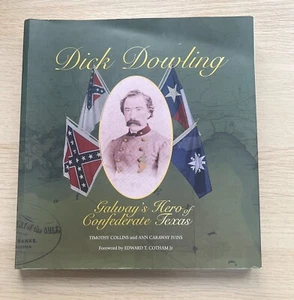 Dick Dowling
Galway's Hero of
Confederate Texas
TIMOTHY COLLINS and ANN CARAWAY IVINS
Foreword by EDWARD T. COTHAM Jr